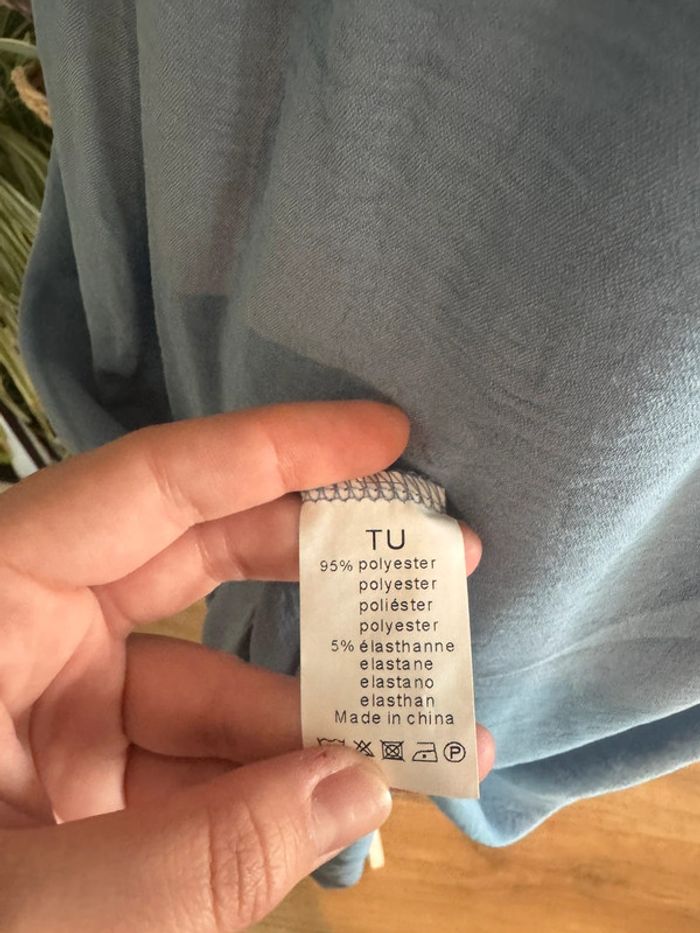 TU
95% polyester
polyester
poliéster
polyester
5% élasthanne
elastane
elastano
elasthan
Made in china
P